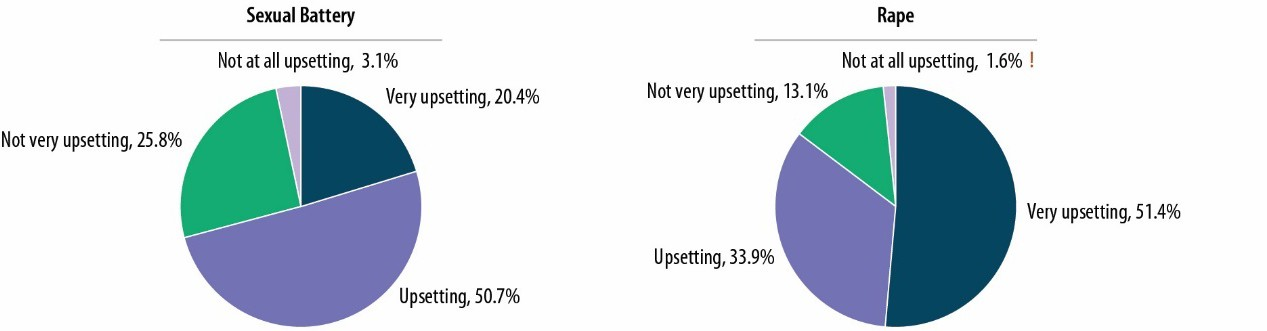 Sexual Battery
Not at all upsetting, 3.1%
Very upsetting, 20.4%
Not very upsetting, 25.8%
Upsetting, 50.7%
Rape
Not at all upsetting, 1.6% !
Not very upsetting, 13.1%
Very upsetting, 51.4%
Upsetting, 33.9%